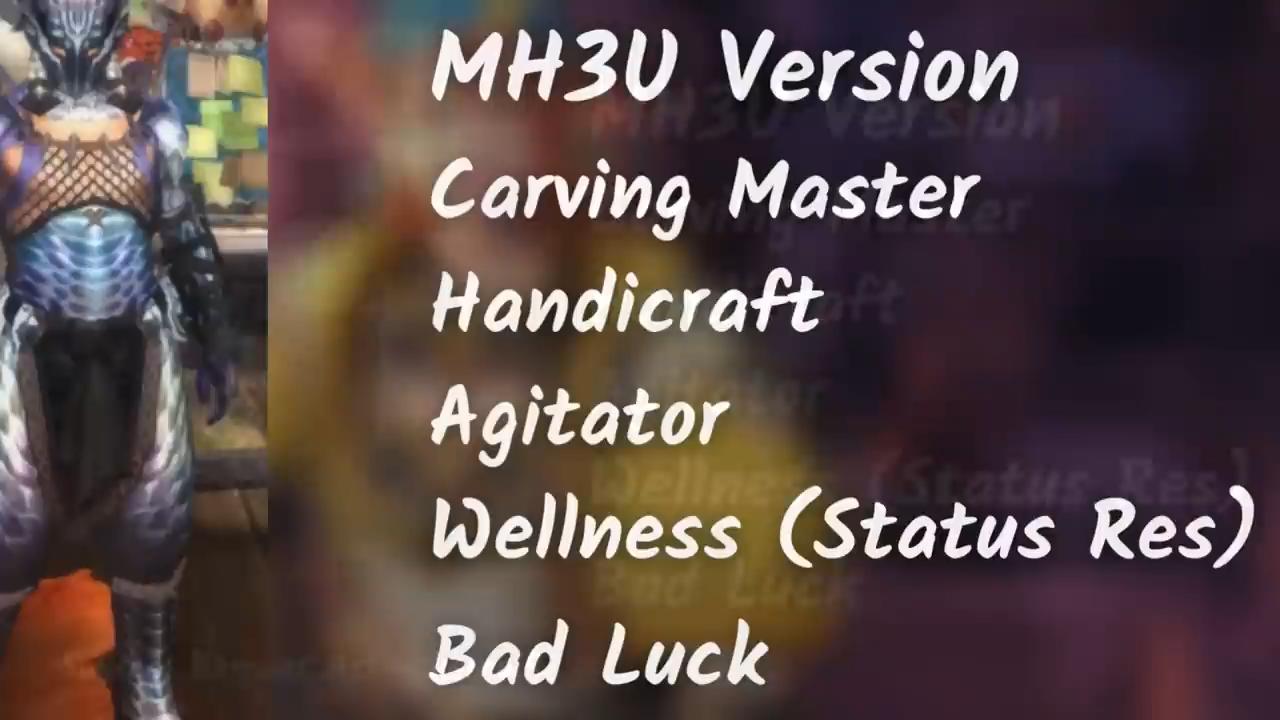 MH3U Version
Carving Master
Handicraft
Agitator
Wellness (Status Res)
Bad Luck